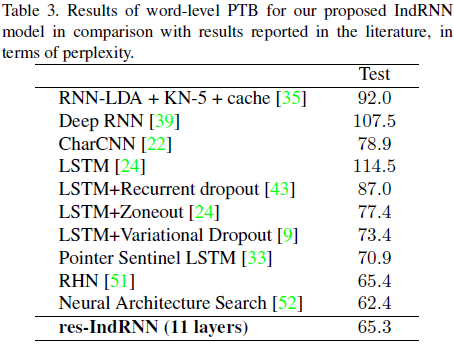 Table 3. Results of word-level PTB for our proposed IndRNN
model in comparison with results reported in the literature, in
terms of perplexity.
Test
RNN-LDA + KN-5 + cache [35] 92.0
Deep RNN [39] 107.5
CharCNN [22] 78.9
LSTM [24] 114.5
LSTM+Recurrent dropout [43] 87.0
LSTM+Zoneout [24] 77.4
LSTM+Variational Dropout [9] 73.4
Pointer Sentinel LSTM [33] 70.9
RHN [51] 65.4
Neural Architecture Search [52] 62.4
res-IndRNN (11 layers) 65.3